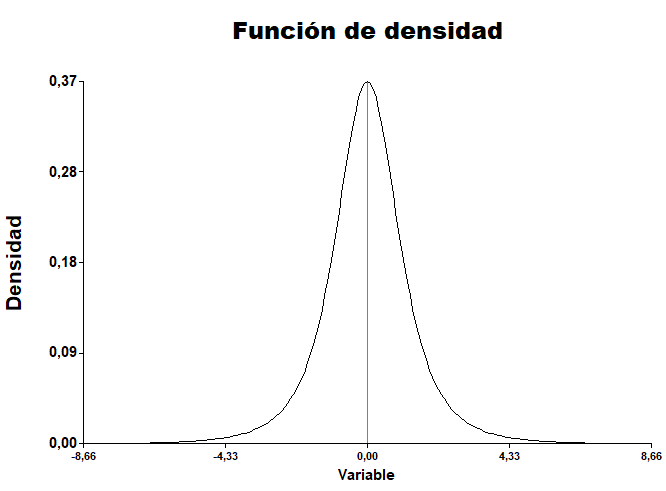 Función de densidad
0,37
0,28
0,18
0,09
0,00
Densidad
-8,66 -4,33 0,00 4,33 8,66
Variable